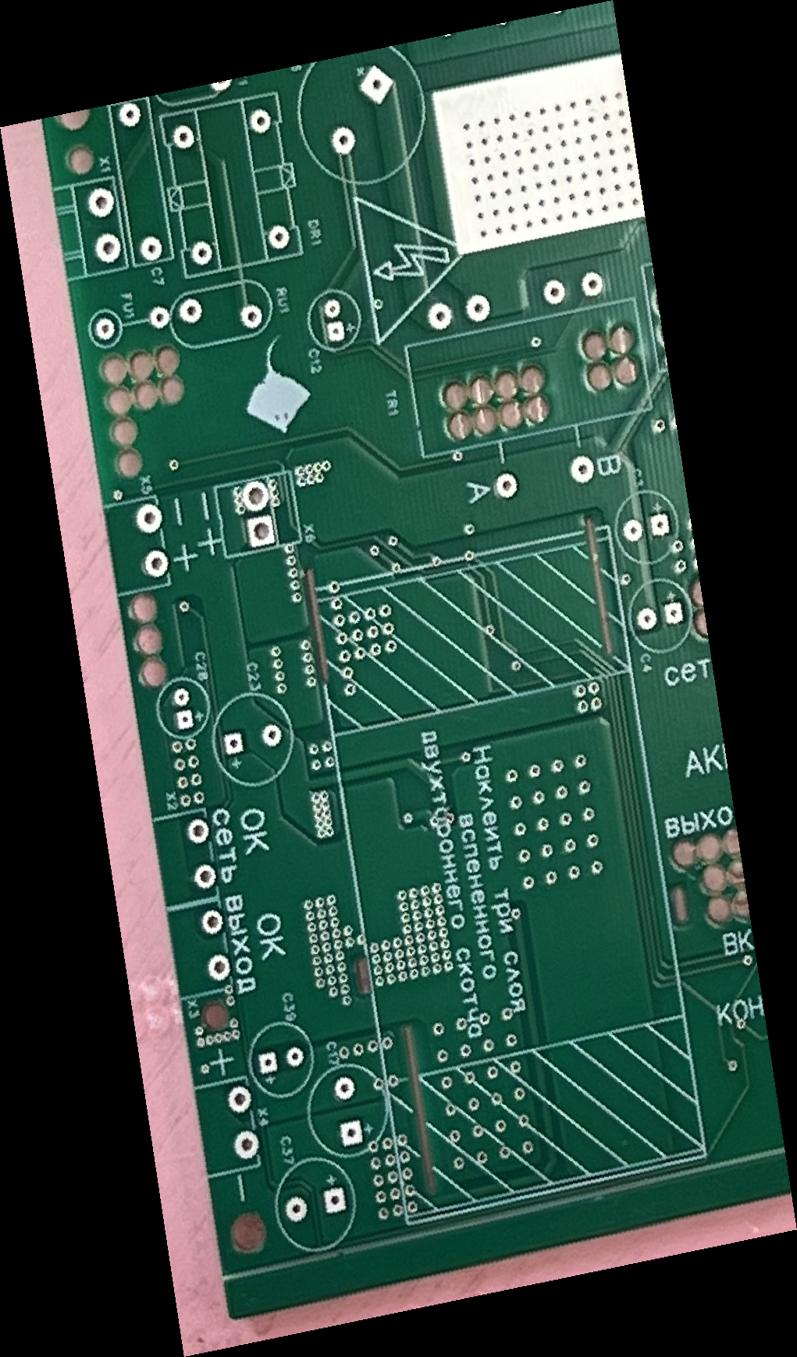 X1
C7
DR1
FU1
RU1
C12
+
TR1
A
B
X5
X6
- +
- +
C4
+
сет
C28
+
C23
+
X2
АК
выхо
ВК
КОН
Наклеить три слоя
вспененного
двухстороннего скотча
ОК
сеть
ОК
выход
X3
C39
+
+
C17
+
X4
C37
+
-